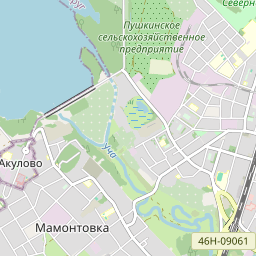 Пушкинское
сельскохозяйственное
предприятие
Северн
Уча
Акулово
Мамонтовка
46Н-09061